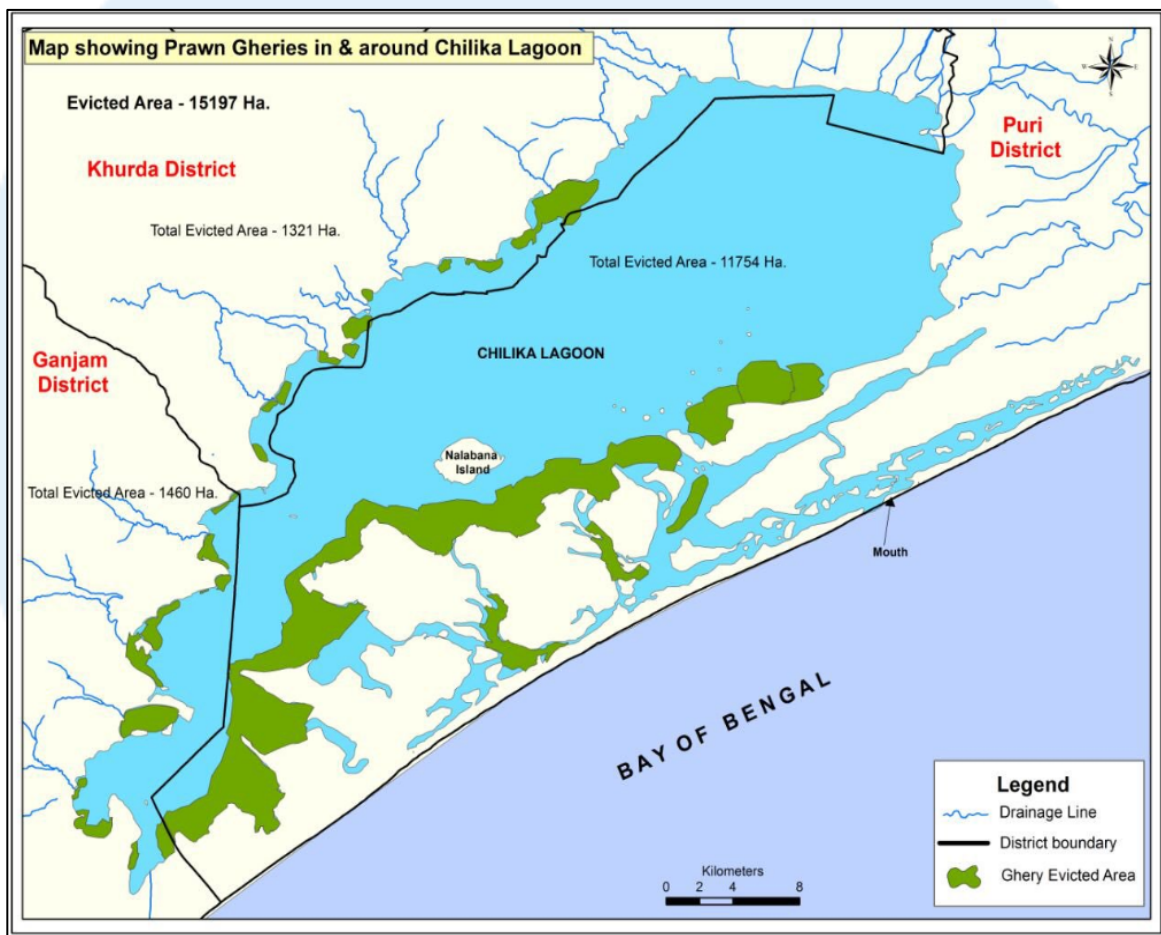 Map showing Prawn Gheries in & around Chilika Lagoon
N
W
E
S
Evicted Area - 15197 Ha.
Puri
District
Khurda District
Total Evicted Area - 1321 Ha.
Total Evicted Area - 11754 Ha.
CHILIKA LAGOON
Ganjam
District
Nalabana
Island
Total Evicted Area - 1460 Ha.
Mouth
BAY OF BENGAL
Legend
Drainage Line
District boundary
Ghery Evicted Area
Kilometers
0 2 4 8